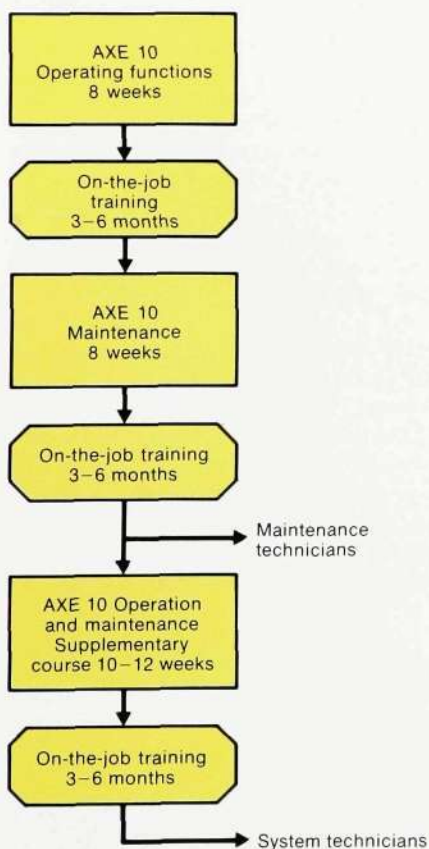 AXE 10
Operating functions
8 weeks
On-the-job
training
3–6 months
AXE 10
Maintenance
8 weeks
On-the-job training
3–6 months
Maintenance
technicians
AXE 10 Operation
and maintenance
Supplementary
course 10–12 weeks
On-the-job training
3–6 months
System technicians